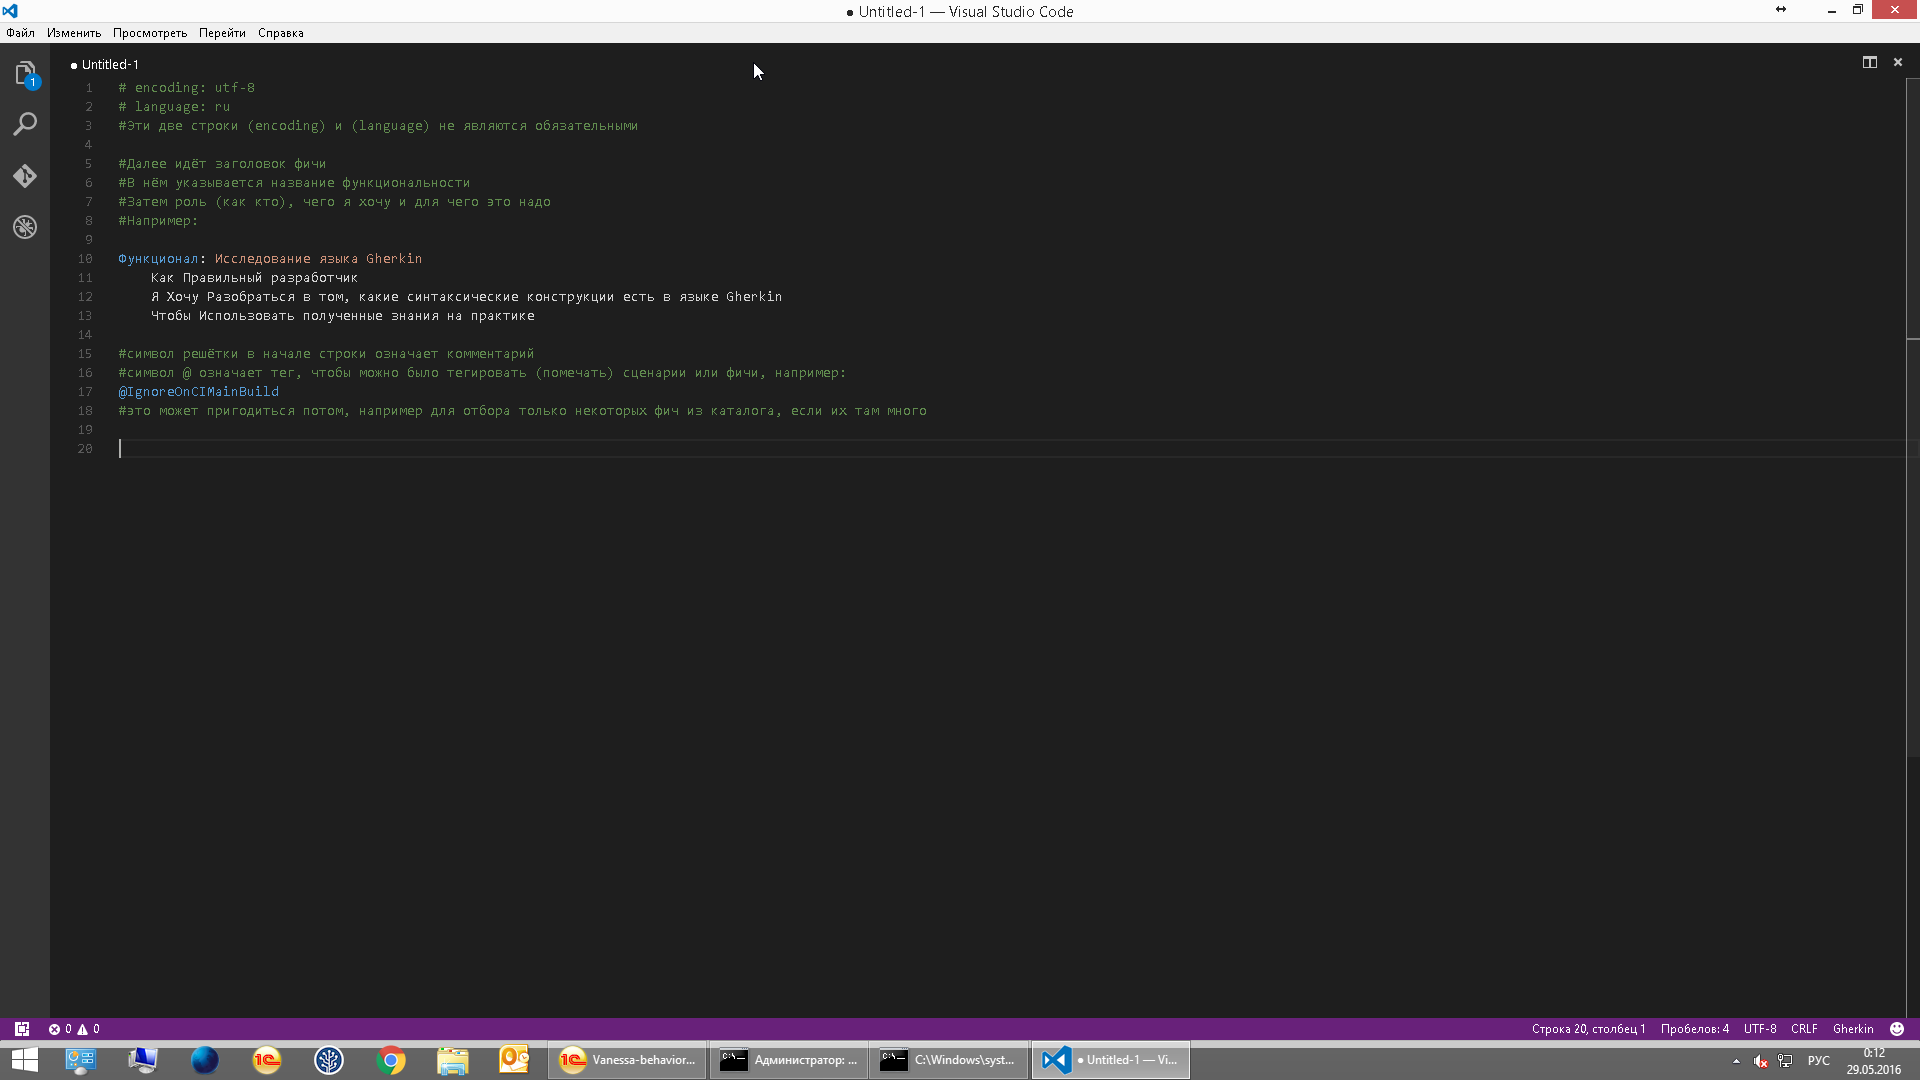 ● Untitled-1 — Visual Studio Code
Файл Изменить Просмотреть Перейти Справка
● Untitled-1
1
1 # encoding: utf-8
2 # language: ru
3 #Эти две строки (encoding) и (language) не являются обязательными
4
5 #Далее идёт заголовок фичи
6 #В нём указывается название функциональности
7 #Затем роль (как кто), чего я хочу и для чего это надо
8 #Например:
9
10 Функционал: Исследование языка Gherkin
11 Как Правильный разработчик
12 Я Хочу Разобраться в том, какие синтаксические конструкции есть в языке Gherkin
13 Чтобы Использовать полученные знания на практике
14
15 #символ решётки в начале строки означает комментарий
16 #символ @ означает тег, чтобы можно было тегировать (помечать) сценарии или фичи, например:
17 @IgnoreOnCIMainBuild
18 #это может пригодиться потом, например для отбора только некоторых фич из каталога, если их там много
19
20
0 0 Строка 20, столбец 1 Пробелов: 4 UTF-8 CRLF Gherkin
Vanessa-behavior... Администратор: ... C:\Windows\syst... ● Untitled-1 — Vi... РУС 0:12
29.05.2016